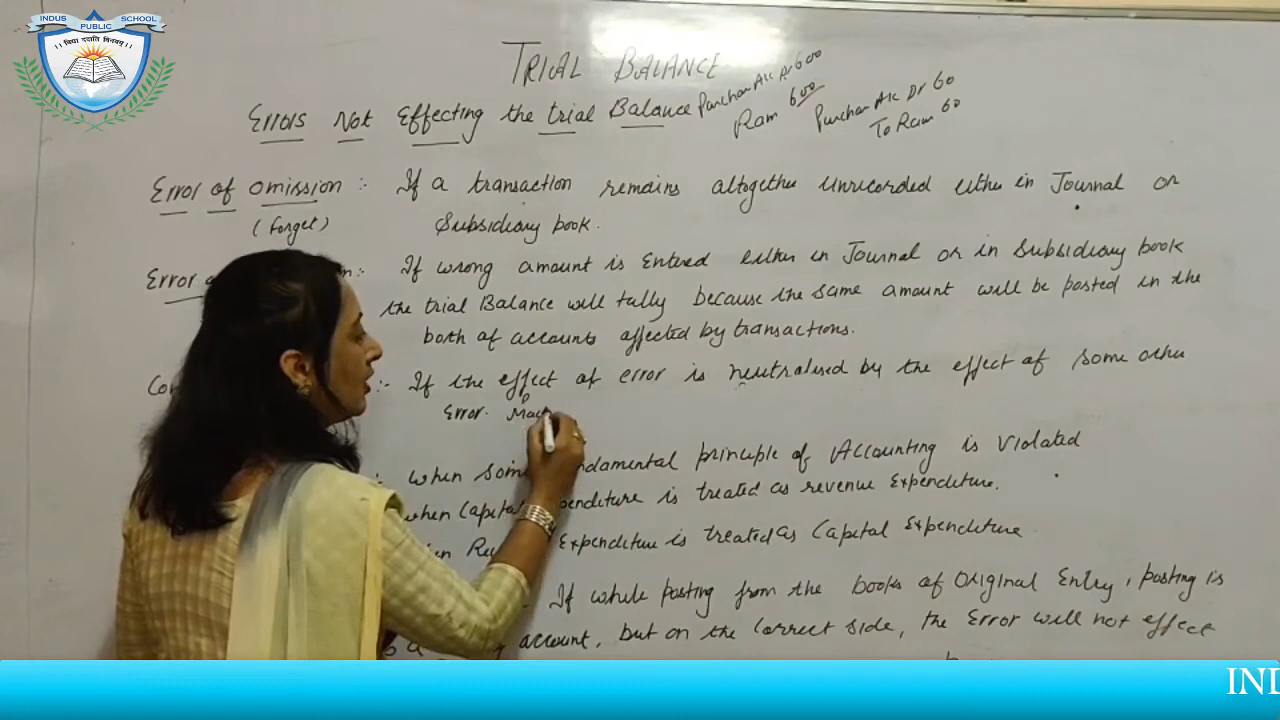 INDUS PUBLIC SCHOOL
।। विद्या ददाति विनयम् ।।
TRIAL BALANCE
Errors Not Effecting the trial Balance
Purchase A/c Dr 600
Ram 600
Purchase A/c Dr 60
To Ram 60
Error of omission :- If a transaction remains altogether unrecorded either in Journal or
(Forget) Subsidiary book.
Error :- If wrong amount is Entered either in Journal or in Subsidiary book
the trial Balance will tally because the same amount will be posted in the
both of accounts affected by transactions.
:- If the effect of error is neutralised by the effect of some other
Error.
when some principle of Accounting is violated
when Capital is treated as revenue Expenditure.
Expenditure is treated as Capital Expenditure
If while posting from the books of original Entry, posting is
account, but on the correct side, the Error will not effect